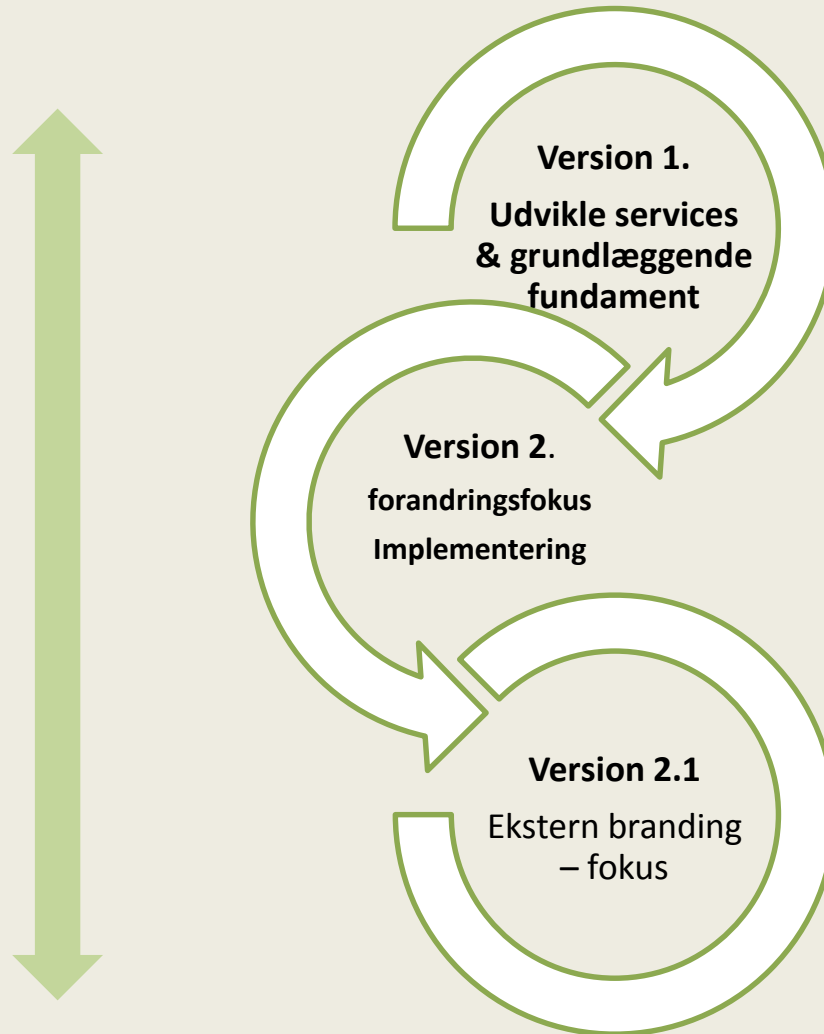 Version 1.
Udvikle services
& grundlæggende
fundament
Version 2.
forandringsfokus
Implementering
Version 2.1
Ekstern branding
– fokus